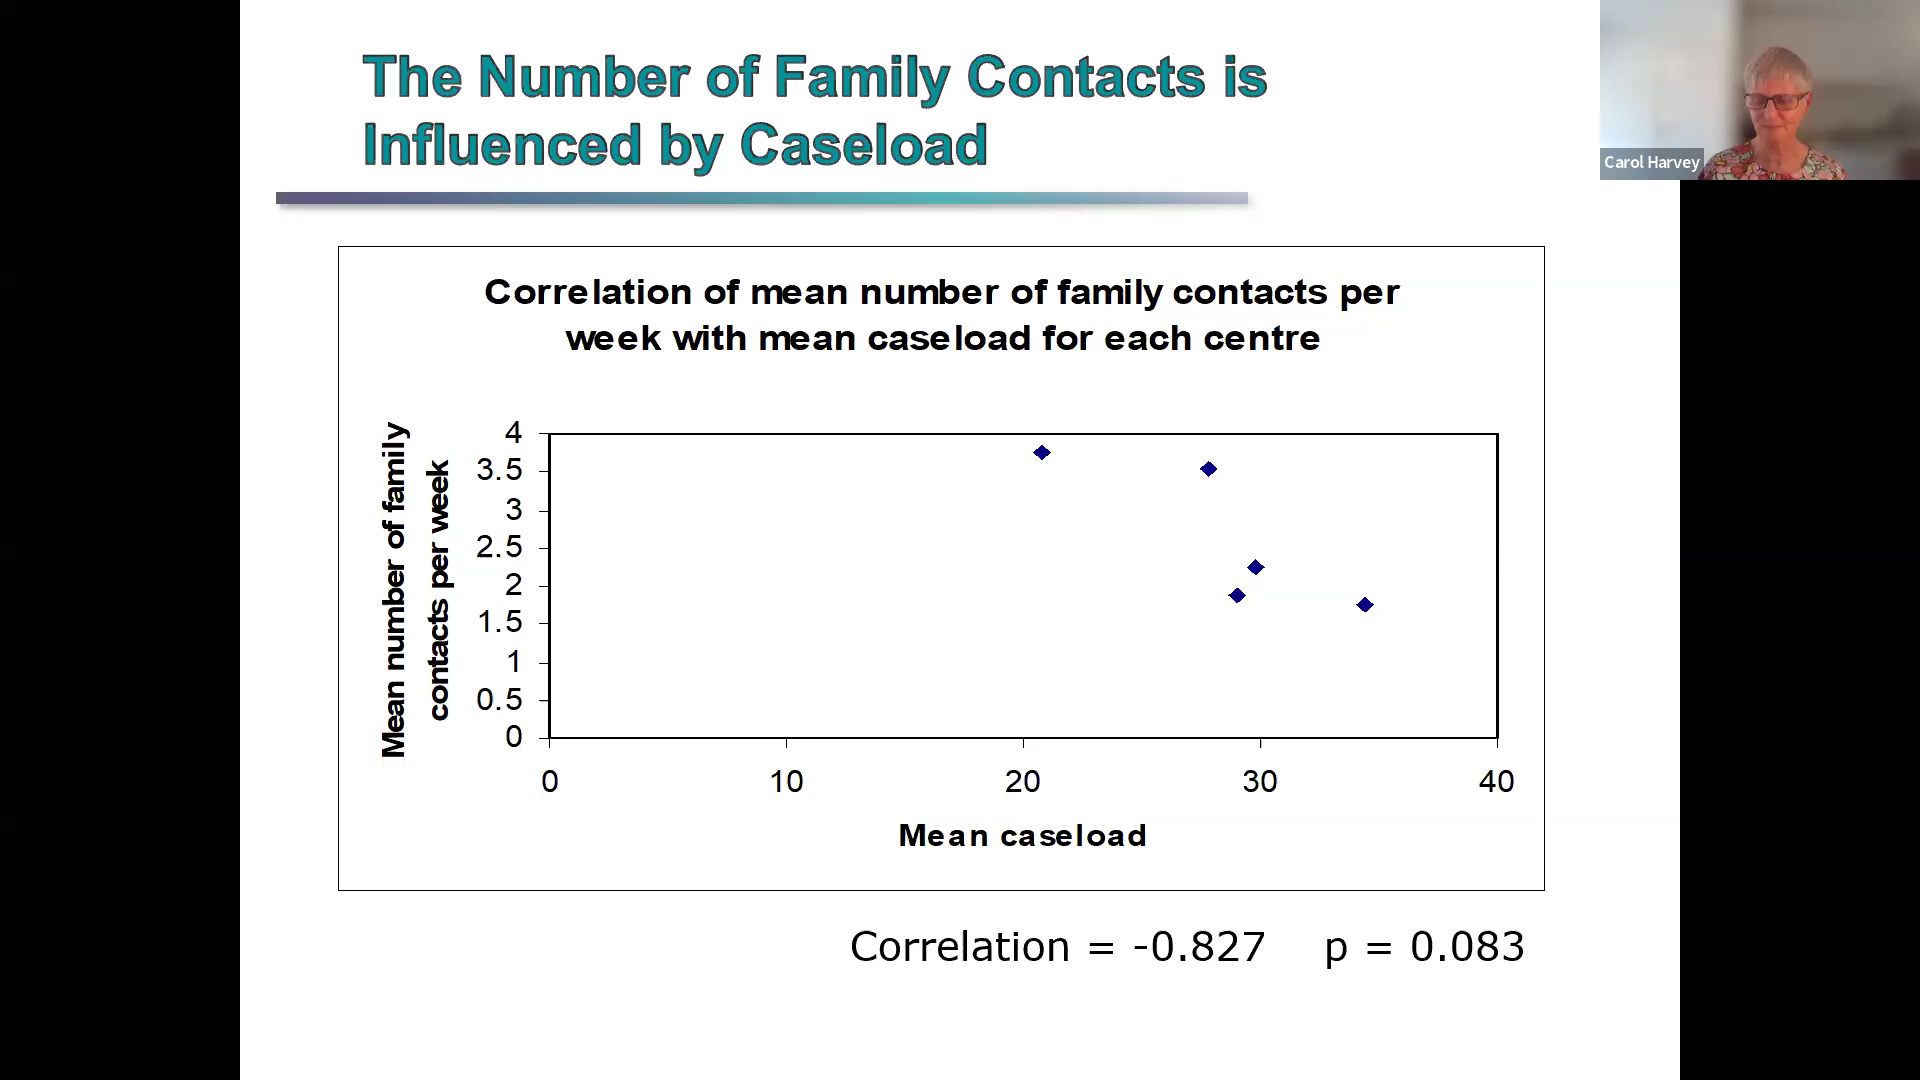 The Number of Family Contacts is
Influenced by Caseload
Carol Harvey
Correlation of mean number of family contacts per
week with mean caseload for each centre
Mean number of family
contacts per week
4
3.5
3
2.5
2
1.5
1
0.5
0
0 10 20 30 40
Mean caseload
Correlation = -0.827 p = 0.083